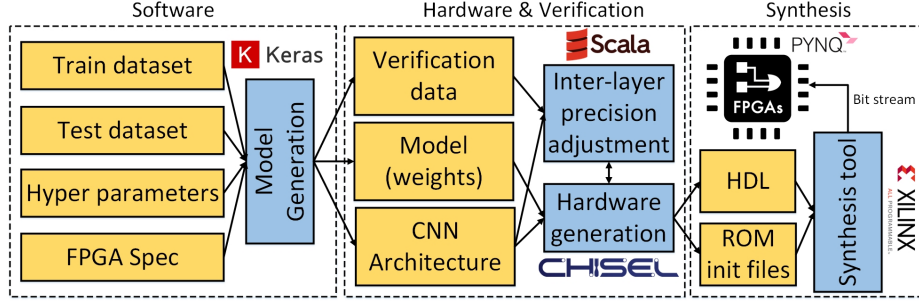 Software
Hardware & Verification
Synthesis
K Keras
Train dataset
Test dataset
Hyper parameters
FPGA Spec
Model
Generation
Scala
Verification
data
Model
(weights)
CNN
Architecture
Inter-layer
precision
adjustment
Hardware
generation
CHISEL
PYNQ
FPGAs
Bit stream
HDL
ROM
init files
Synthesis tool
XILINX
ALL PROGRAMMABLE.